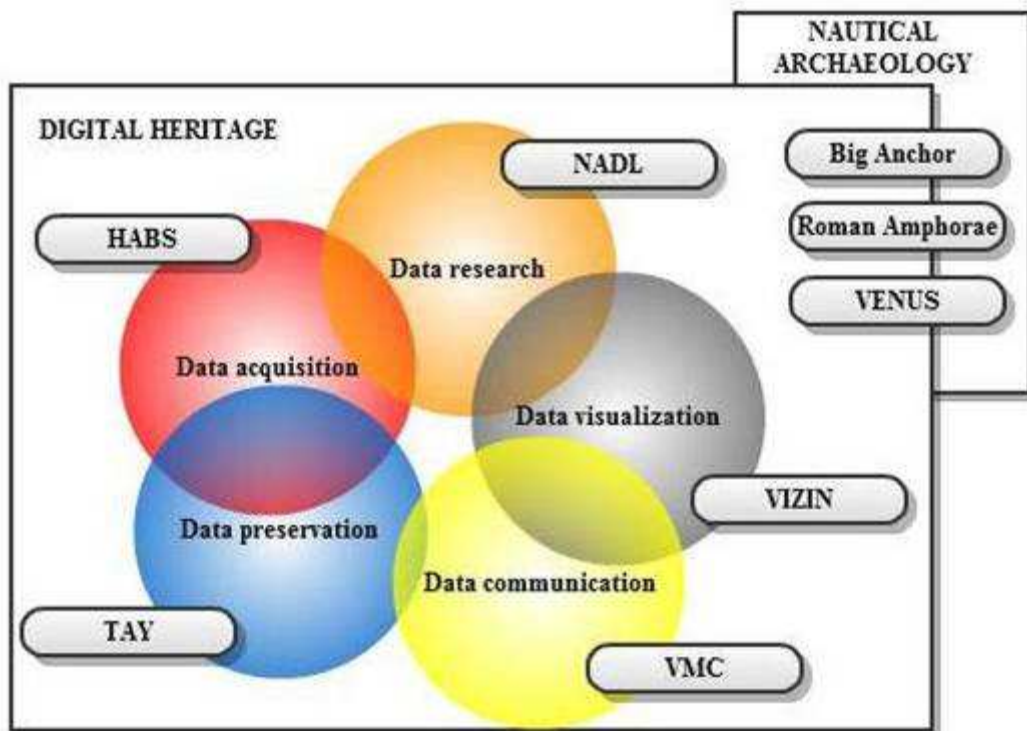 NAUTICAL
ARCHAEOLOGY
DIGITAL HERITAGE
Big Anchor
NADL
Roman Amphorae
HABS
Data research
VENUS
Data acquisition
Data visualization
VIZIN
Data preservation
Data communication
TAY
VMC